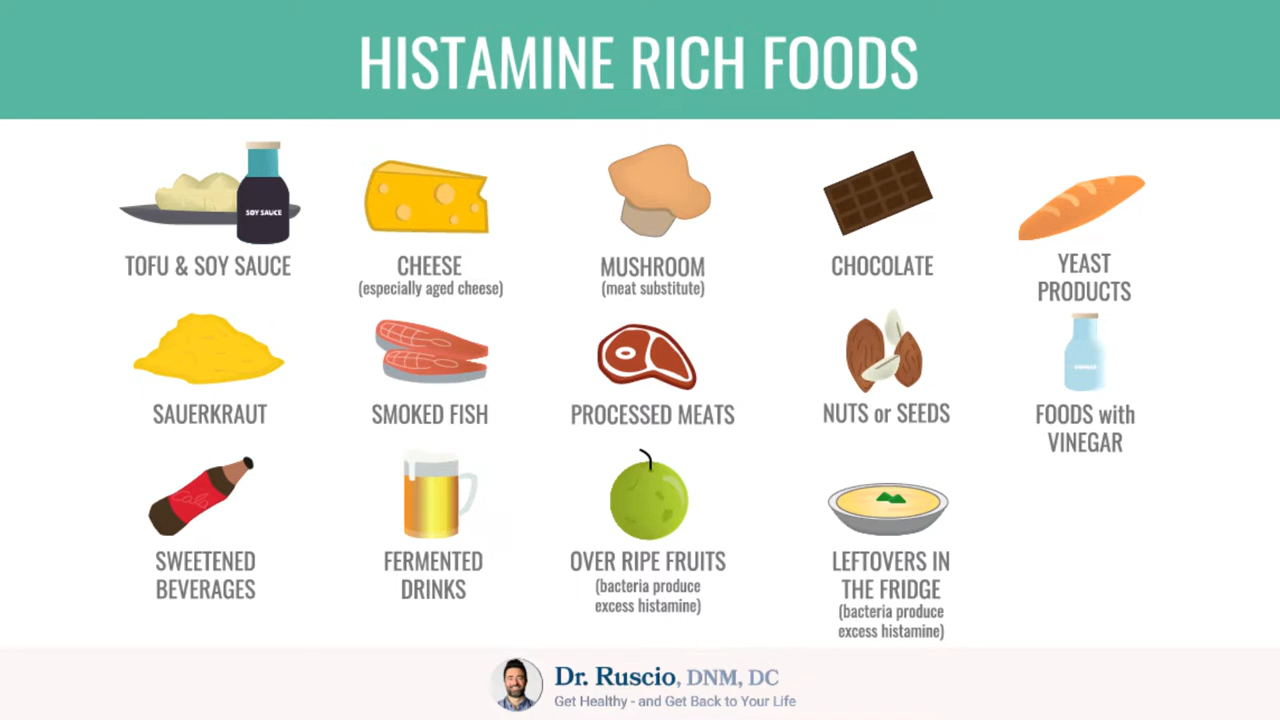 HISTAMINE RICH FOODS
SOY SAUCE
TOFU & SOY SAUCE
CHEESE
(especially aged cheese)
MUSHROOM
(meat substitute)
CHOCOLATE
YEAST
PRODUCTS
SAUERKRAUT
SMOKED FISH
PROCESSED MEATS
NUTS or SEEDS
FOODS with
VINEGAR
Cola
SWEETENED
BEVERAGES
FERMENTED
DRINKS
OVER RIPE FRUITS
(bacteria produce
excess histamine)
LEFTOVERS IN
THE FRIDGE
(bacteria produce
excess histamine)
Dr. Ruscio, DNM, DC
Get Healthy - and Get Back to Your Life